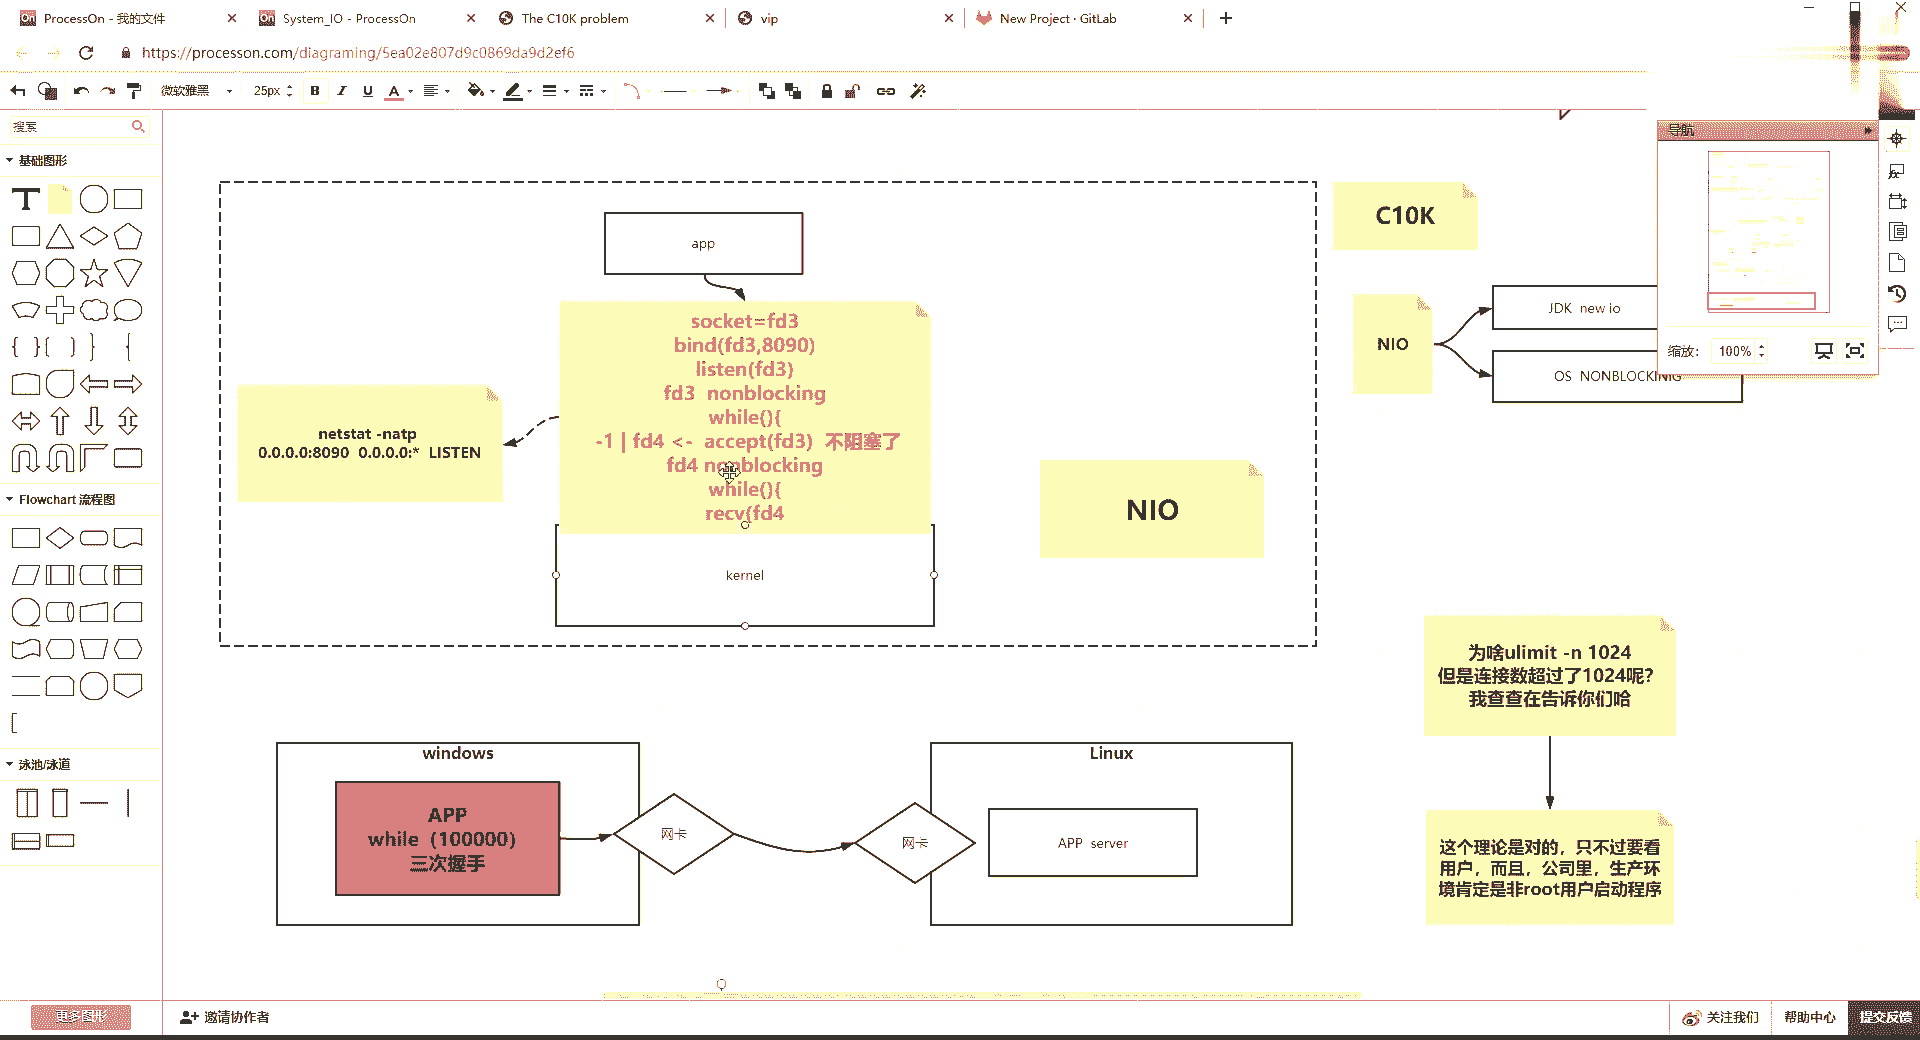 ProcessOn - 我的文件
System_IO - ProcessOn
The C10K problem
vip
New Project · GitLab
https://processon.com/diagraming/5ea02e807d9c0869da9d2ef6
微软雅黑
25px
B
I
U
A
搜索
导航
基础图形
T
缩放：
100%
app
C10K
socket=fd3
bind(fd3,8090)
listen(fd3)
fd3 nonblocking
while(){
-1 | fd4 <- accept(fd3) 不阻塞了
fd4 nonblocking
while(){
recv(fd4
netstat -natp
0.0.0.0:8090 0.0.0.0:* LISTEN
NIO
JDK new io
OS NONBLOCKINIG
NIO
kernel
Flowchart 流程图
为啥ulimit -n 1024
但是连接数超过了1024呢？
我查查在告诉你们哈
泳池/泳道
windows
APP
while（100000）
三次握手
网卡
网卡
Linux
APP server
这个理论是对的，只不过要看
用户，而且，公司里，生产环
境肯定是非root用户启动程序
更多图形
邀请协作者
关注我们
帮助中心
提交反馈